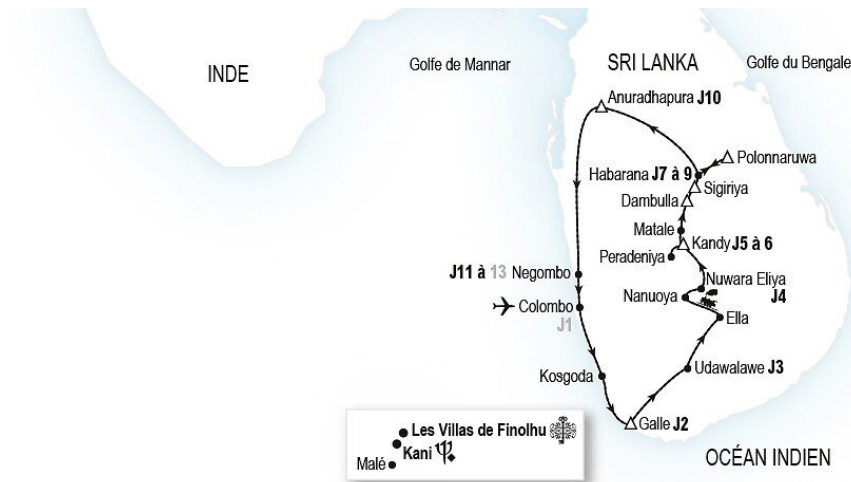 INDE
Golfe de Mannar
SRI LANKA
Golfe du Bengale
Anuradhapura J10
Polonnaruwa
Habarana J7 à 9
Sigiriya
Dambulla
Matale
Kandy J5 à 6
Peradeniya
J11 à 13 Negombo
Nuwara Eliya
J4
Nanuoya
Colombo
J1
Ella
Udawalawe J3
Kosgoda
Galle J2
Les Villas de Finolhu
Kani
Malé
OCÉAN INDIEN